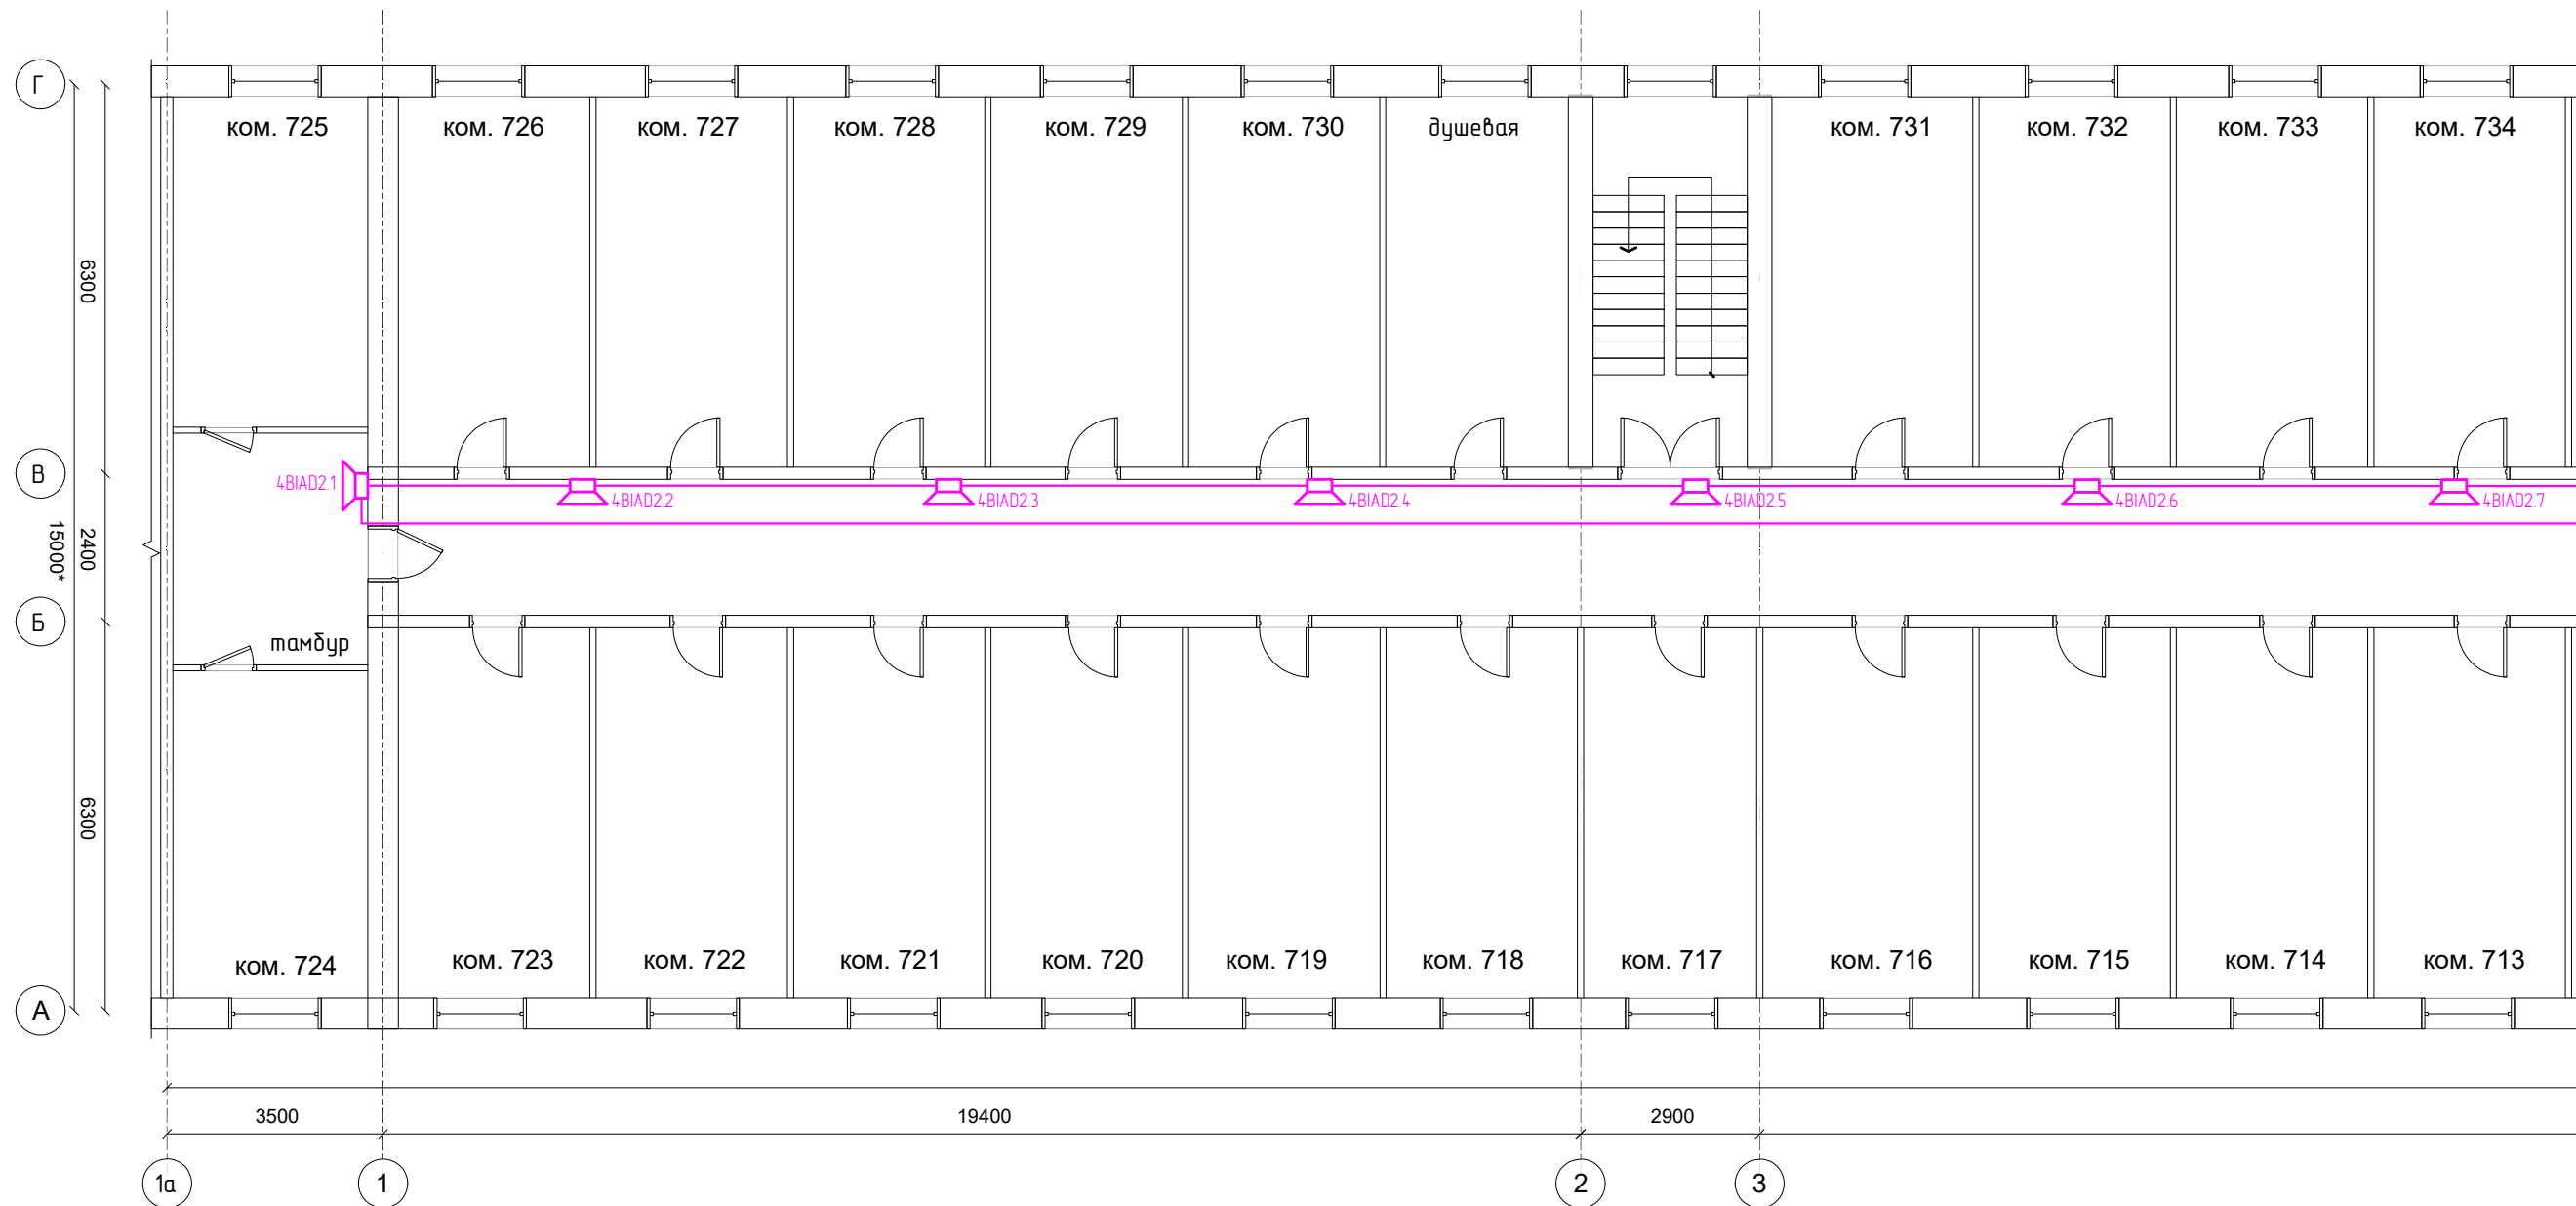 Г
ком. 725
ком. 726
ком. 727
ком. 728
ком. 729
ком. 730
душевая
ком. 731
ком. 732
ком. 733
ком. 734
6300
В
4BIAD2.1
4BIAD2.2
4BIAD2.3
4BIAD2.4
4BIAD2.5
4BIAD2.6
4BIAD2.7
2400
15000*
Б
тамбур
6300
ком. 724
ком. 723
ком. 722
ком. 721
ком. 720
ком. 719
ком. 718
ком. 717
ком. 716
ком. 715
ком. 714
ком. 713
А
3500
19400
2900
1а
1
2
3